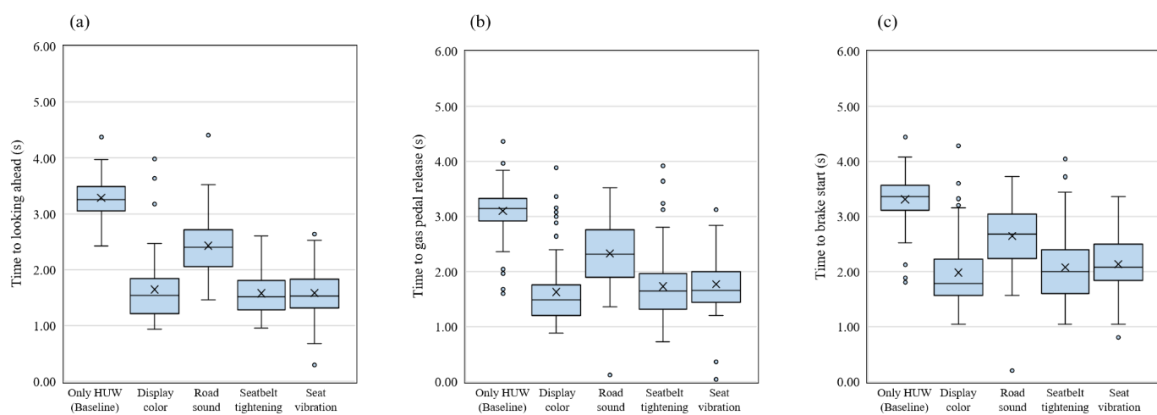 (a)
6.00
5.00
4.00
3.00
2.00
1.00
0.00
Time to looking ahead (s)
Only HUW Display Road Seatbelt Seat
(Baseline) color sound tightening vibration
(b)
6.00
5.00
4.00
3.00
2.00
1.00
0.00
Time to gas pedal release (s)
Only HUW Display Road Seatbelt Seat
(Baseline) color sound tightening vibration
(c)
6.00
5.00
4.00
3.00
2.00
1.00
0.00
Time to brake start (s)
Only HUW Display Road Seatbelt Seat
(Baseline) color sound tightening vibration